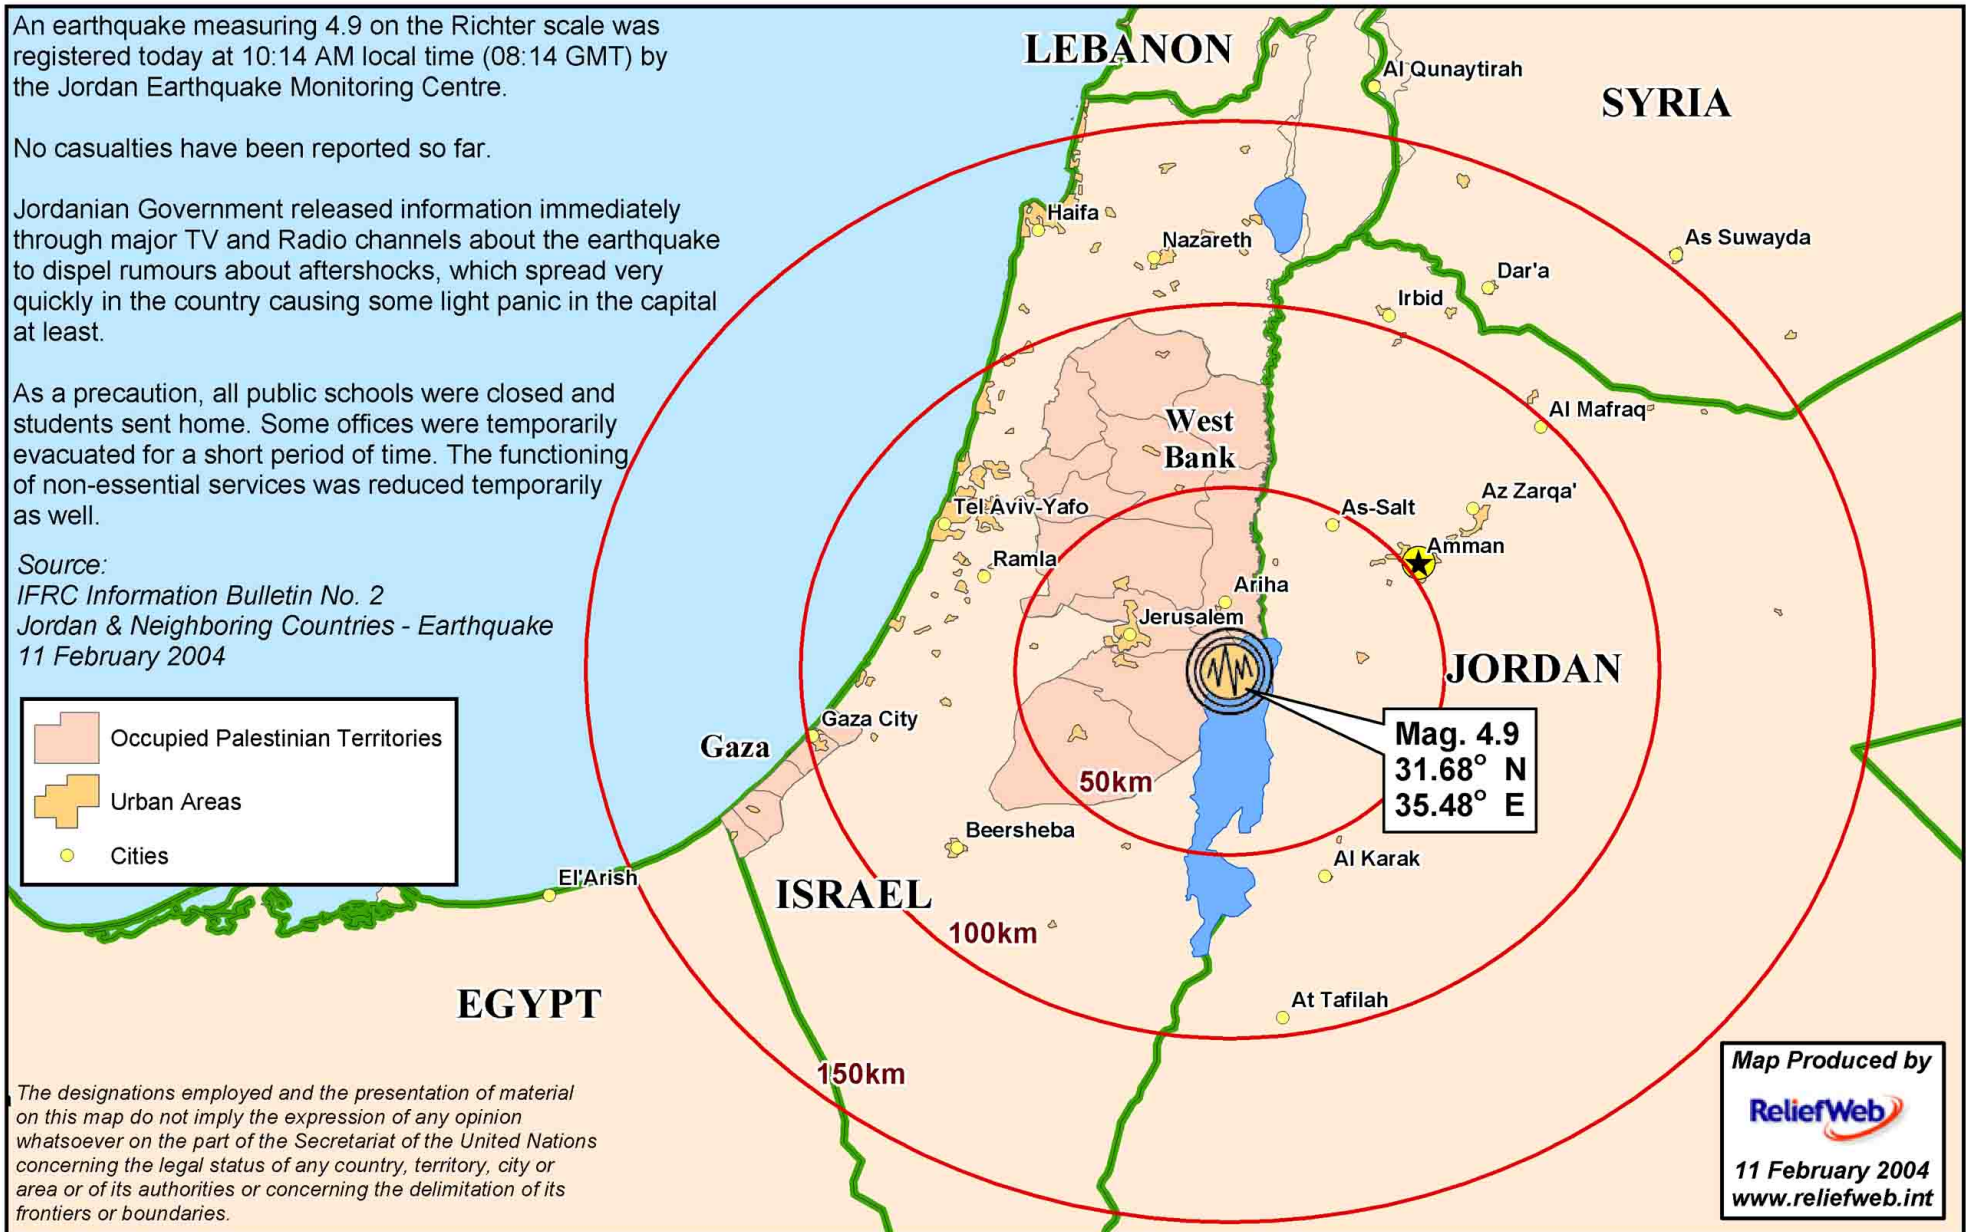 An earthquake measuring 4.9 on the Richter scale was
registered today at 10:14 AM local time (08:14 GMT) by
the Jordan Earthquake Monitoring Centre.
No casualties have been reported so far.
Jordanian Government released information immediately
through major TV and Radio channels about the earthquake
to dispel rumours about aftershocks, which spread very
quickly in the country causing some light panic in the capital
at least.
As a precaution, all public schools were closed and
students sent home. Some offices were temporarily
evacuated for a short period of time. The functioning
of non-essential services was reduced temporarily
as well.
Source:
IFRC Information Bulletin No. 2
Jordan & Neighboring Countries - Earthquake
11 February 2004
Occupied Palestinian Territories
Urban Areas
Cities
LEBANON
Al Qunaytirah
SYRIA
Haifa
Nazareth
As Suwayda
Dar'a
Irbid
West
Bank
Al Mafraq
Tel Aviv-Yafo
As-Salt
Az Zarqa'
Amman
Ramla
Ariha
Jerusalem
JORDAN
Gaza City
Gaza
Mag. 4.9
31.68° N
35.48° E
50km
Beersheba
Al Karak
El'Arish
ISRAEL
100km
EGYPT
At Tafilah
150km
The designations employed and the presentation of material
on this map do not imply the expression of any opinion
whatsoever on the part of the Secretariat of the United Nations
concerning the legal status of any country, territory, city or
area or of its authorities or concerning the delimitation of its
frontiers or boundaries.
Map Produced by
ReliefWeb
11 February 2004
www.reliefweb.int